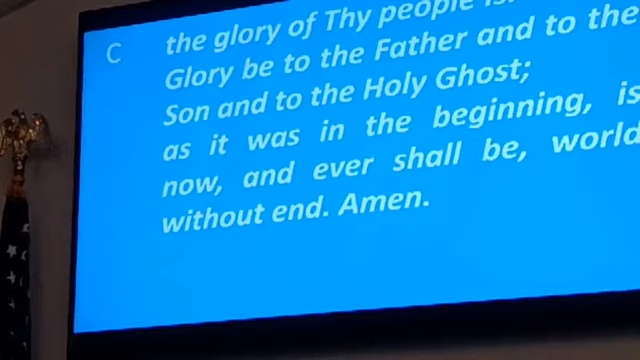 C the glory of Thy people
Glory be to the Father and to the
Son and to the Holy Ghost;
as it was in the beginning, is
now, and ever shall be, world
without end. Amen.